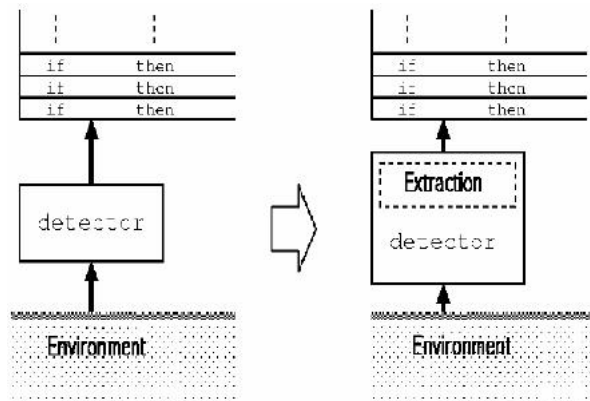 if then
if then
if then
detector
Environment
if then
if then
if then
Extraction
detector
Environment